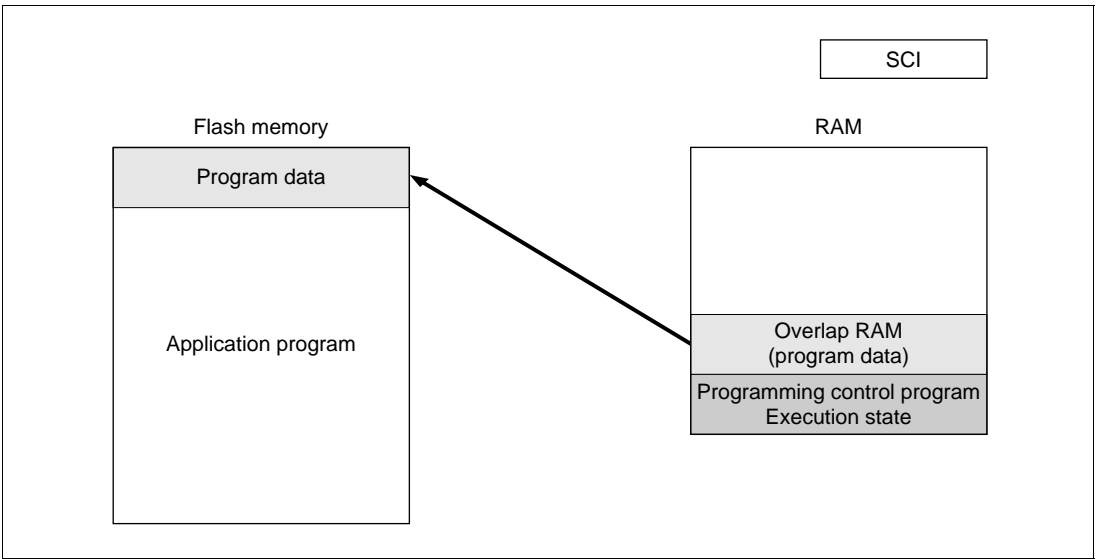 SCI
Flash memory
RAM
Program data
Application program
Overlap RAM
(program data)
Programming control program
Execution state